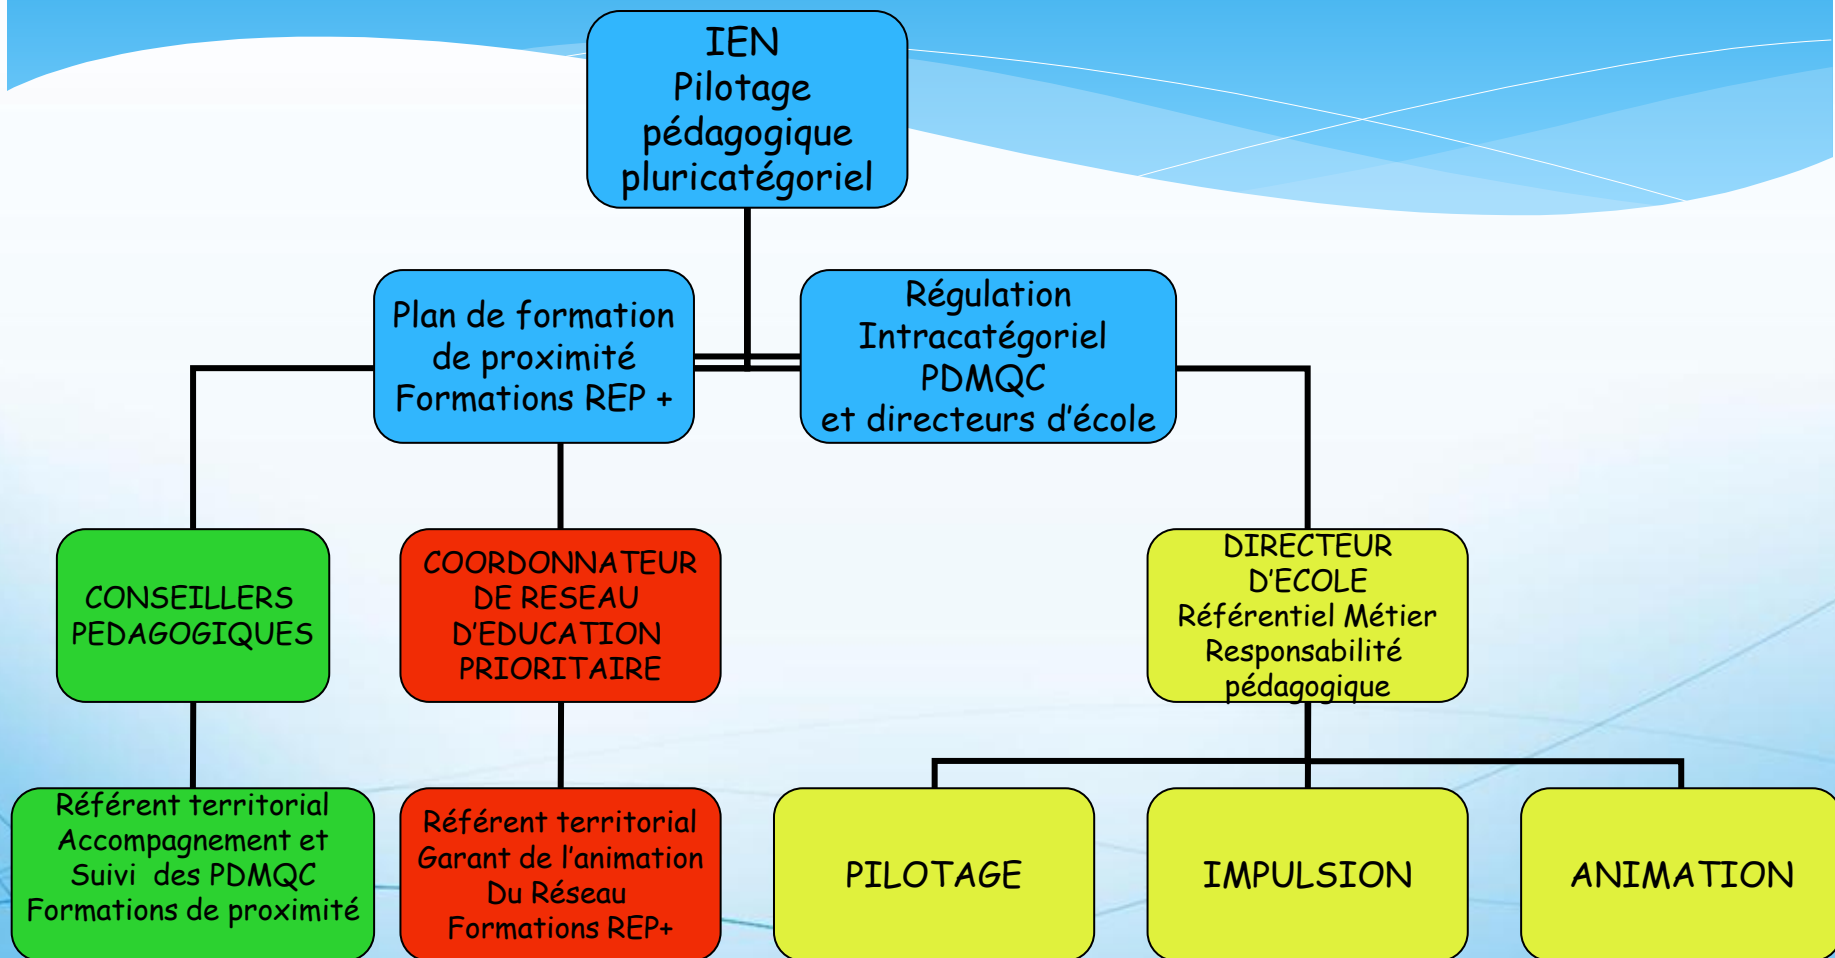 IEN
Pilotage
pédagogique
pluricatégoriel
Plan de formation
de proximité
Formations REP +
Régulation
Intracatégoriel
PDMQC
et directeurs d'école
CONSEILLERS
PEDAGOGIQUES
COORDONNATEUR
DE RESEAU
D'EDUCATION
PRIORITAIRE
DIRECTEUR
D'ECOLE
Référentiel Métier
Responsabilité
pédagogique
Référent territorial
Accompagnement et
Suivi des PDMQC
Formations de proximité
Référent territorial
Garant de l'animation
Du Réseau
Formations REP+
PILOTAGE
IMPULSION
ANIMATION